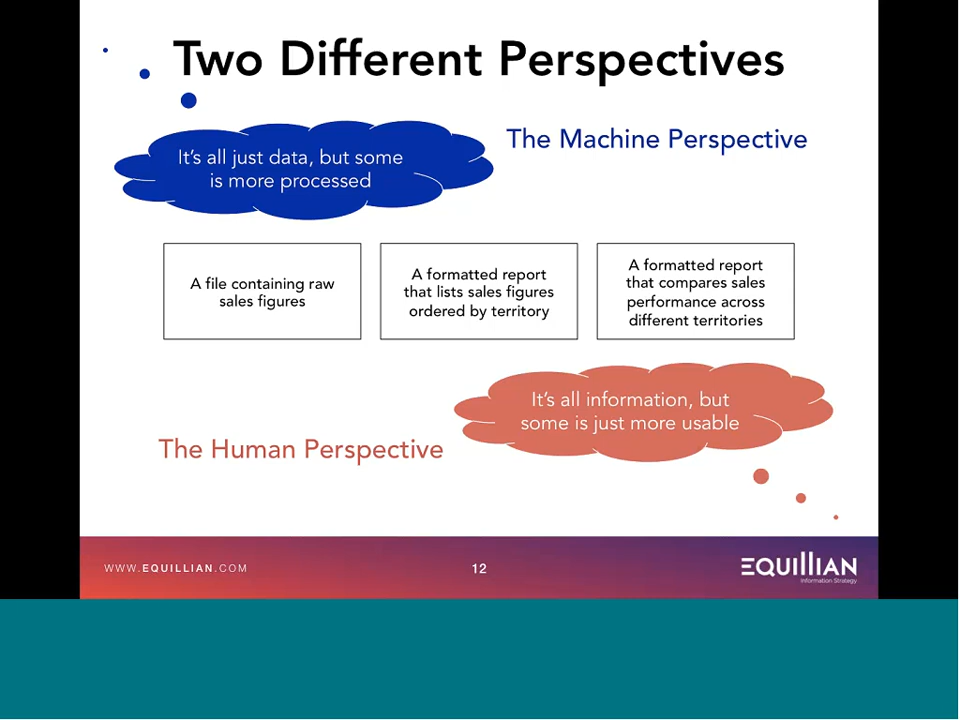 Two Different Perspectives
The Machine Perspective
It's all just data, but some
is more processed
A file containing raw
sales figures
A formatted report
that lists sales figures
ordered by territory
A formatted report
that compares sales
performance across
different territories
It's all information, but
some is just more usable
The Human Perspective
WWW.EQUILLIAN.COM
12
EQUILLIAN
Information Strategy